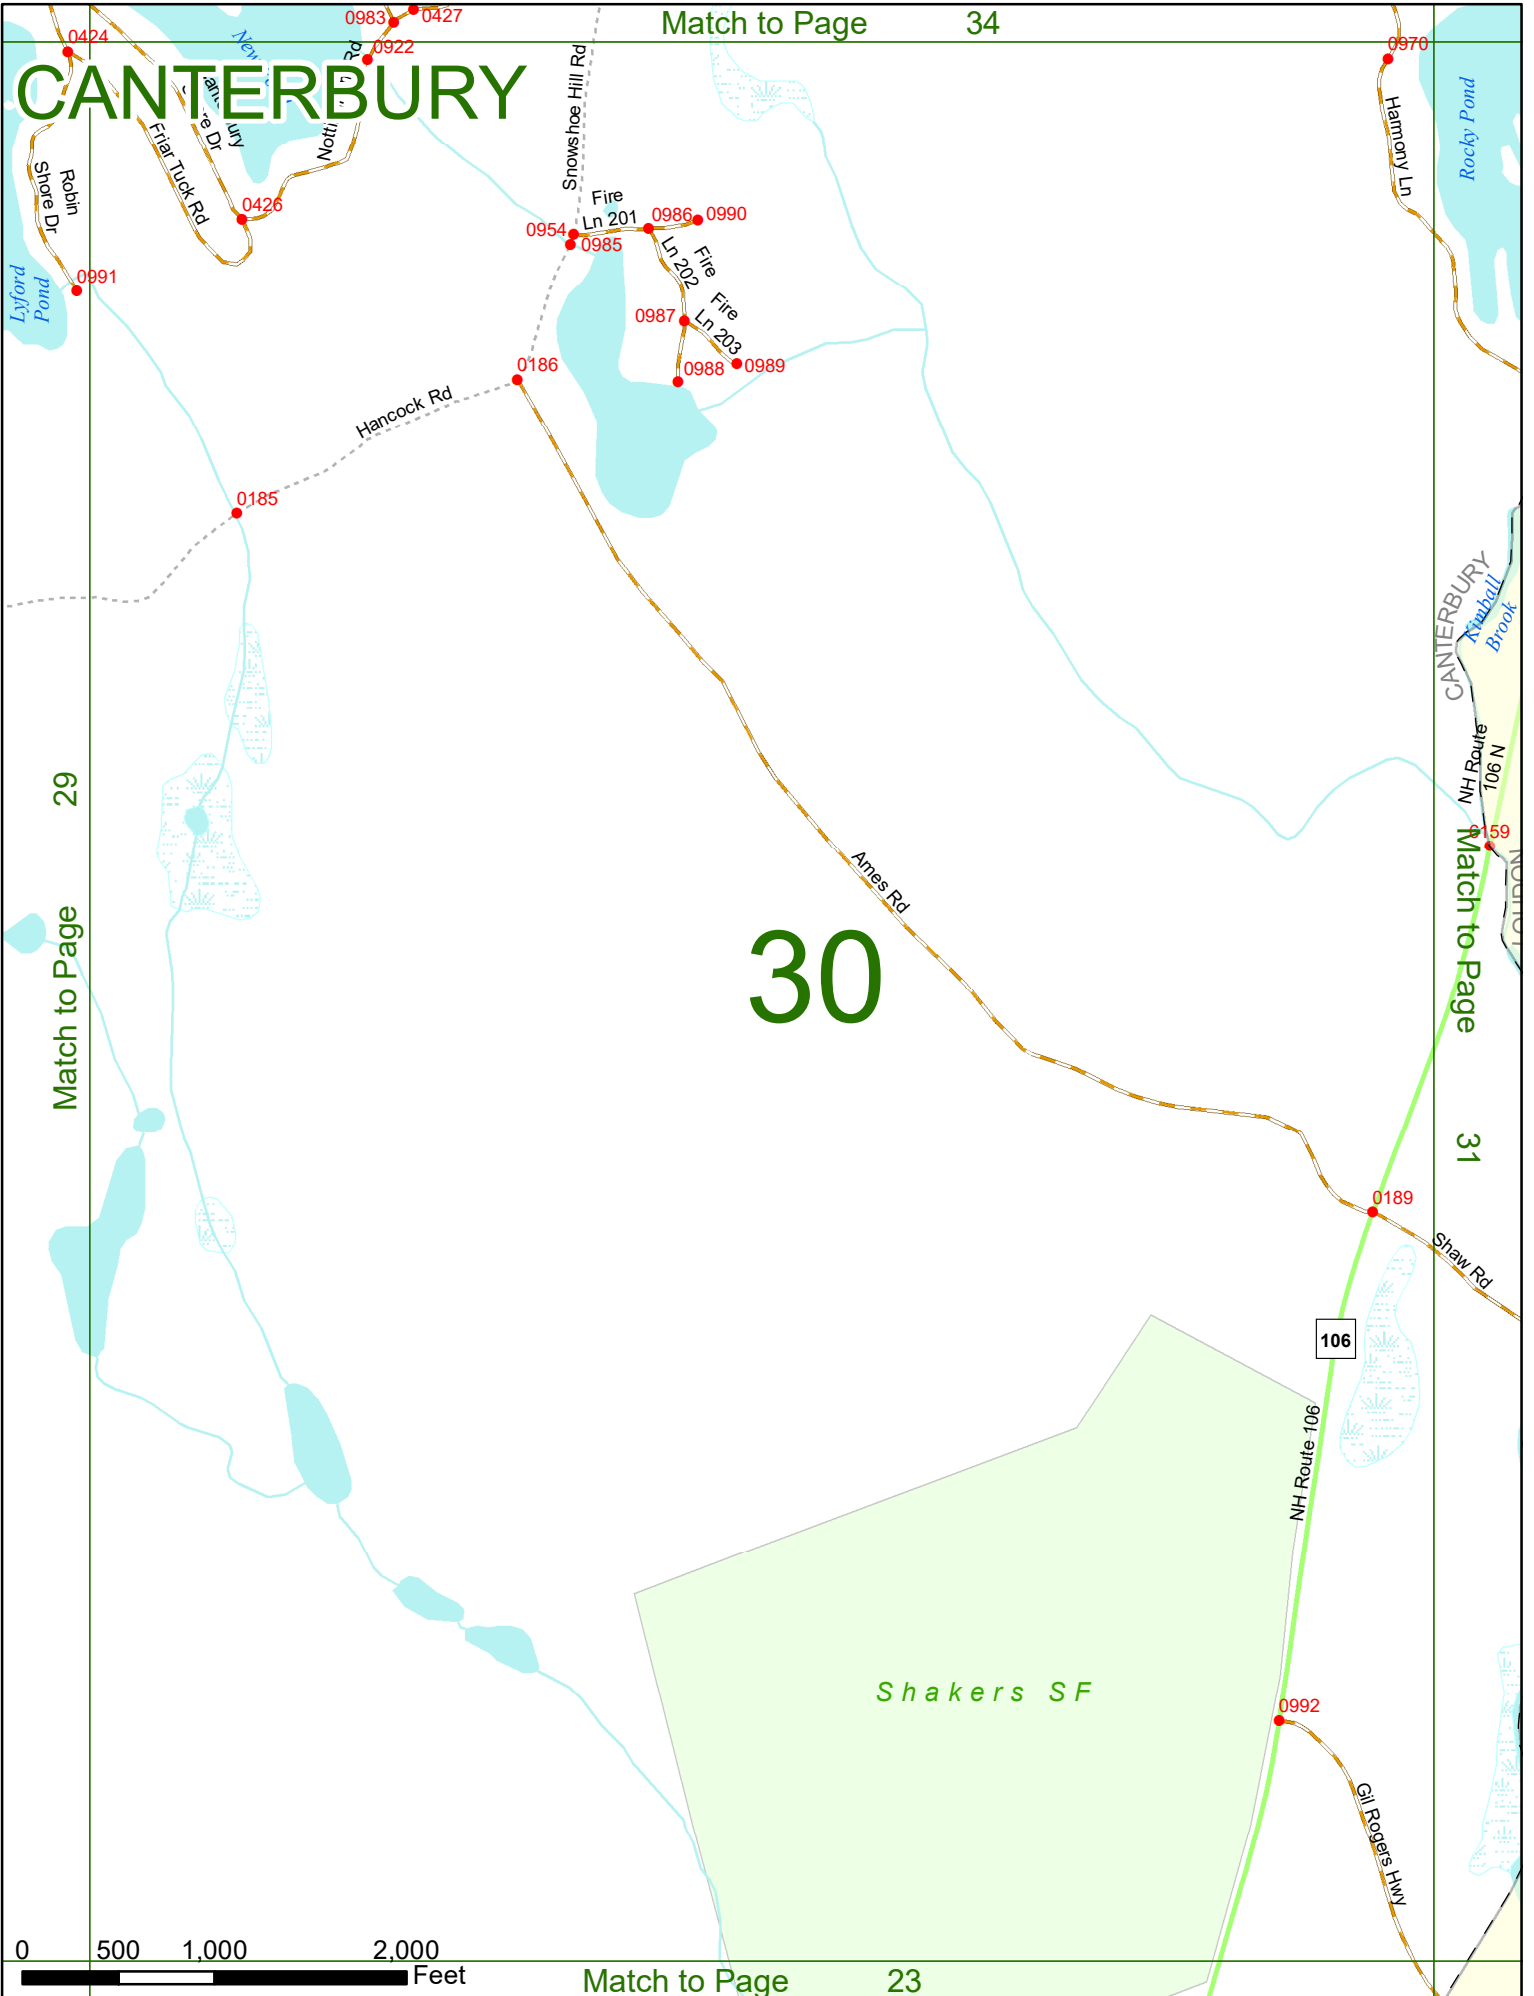 Match to Page 34
0983
0427
0424
0922
0970
CANTERBURY
Snowshoe Hill Rd
Harmony Ln
Rocky Pond
Friar Tuck Rd
Robin
Shore Dr
0426
Fire
Ln 201
0986
0990
0954
0985
Fire
Ln 202
0991
Lyford
Pond
Fire
Ln 203
0987
0186
0988
0989
Hancock Rd
0185
CANTERBURY
Kimball
Brook
NH Route
106 N
6159
Match to Page 29
Ames Rd
30
Match to Page 31
0189
Shaw Rd
106
NH Route 106
Shakers SF
0992
Gil Rogers Hwy
0 500 1,000 2,000
Feet
Match to Page 23